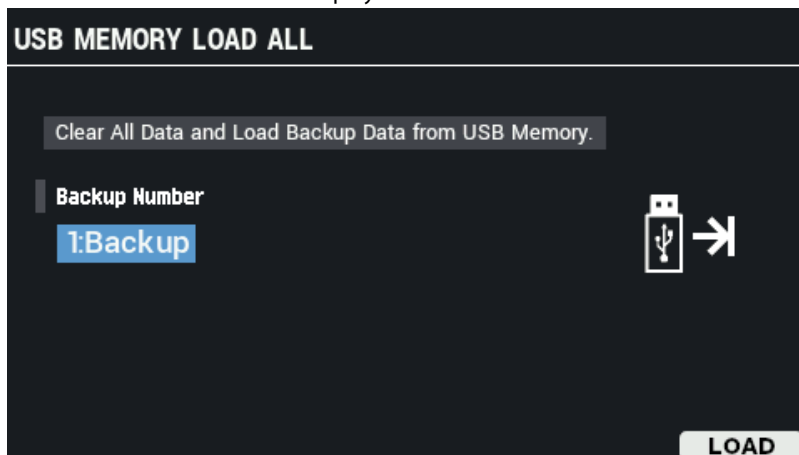 USB MEMORY LOAD ALL
Clear All Data and Load Backup Data from USB Memory.
Backup Number
1:Backup
LOAD